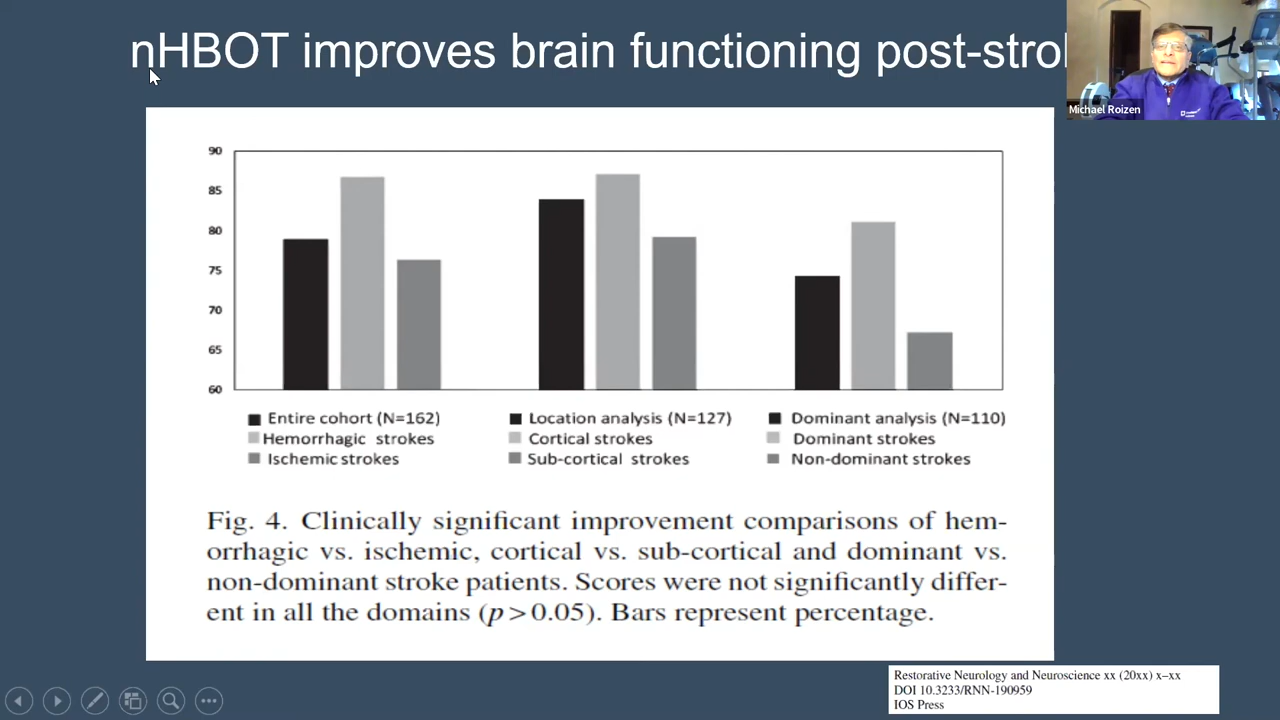 nHBOT improves brain functioning post-strok
Michael Roizen
90
85
80
75
70
65
60
Entire cohort (N=162)
Hemorrhagic strokes
Ischemic strokes
Location analysis (N=127)
Cortical strokes
Sub-cortical strokes
Dominant analysis (N=110)
Dominant strokes
Non-dominant strokes
Fig. 4. Clinically significant improvement comparisons of hem-
orrhagic vs. ischemic, cortical vs. sub-cortical and dominant vs.
non-dominant stroke patients. Scores were not significantly differ-
ent in all the domains (p > 0.05). Bars represent percentage.
Restorative Neurology and Neuroscience xx (20xx) x–xx
DOI 10.3233/RNN-190959
IOS Press